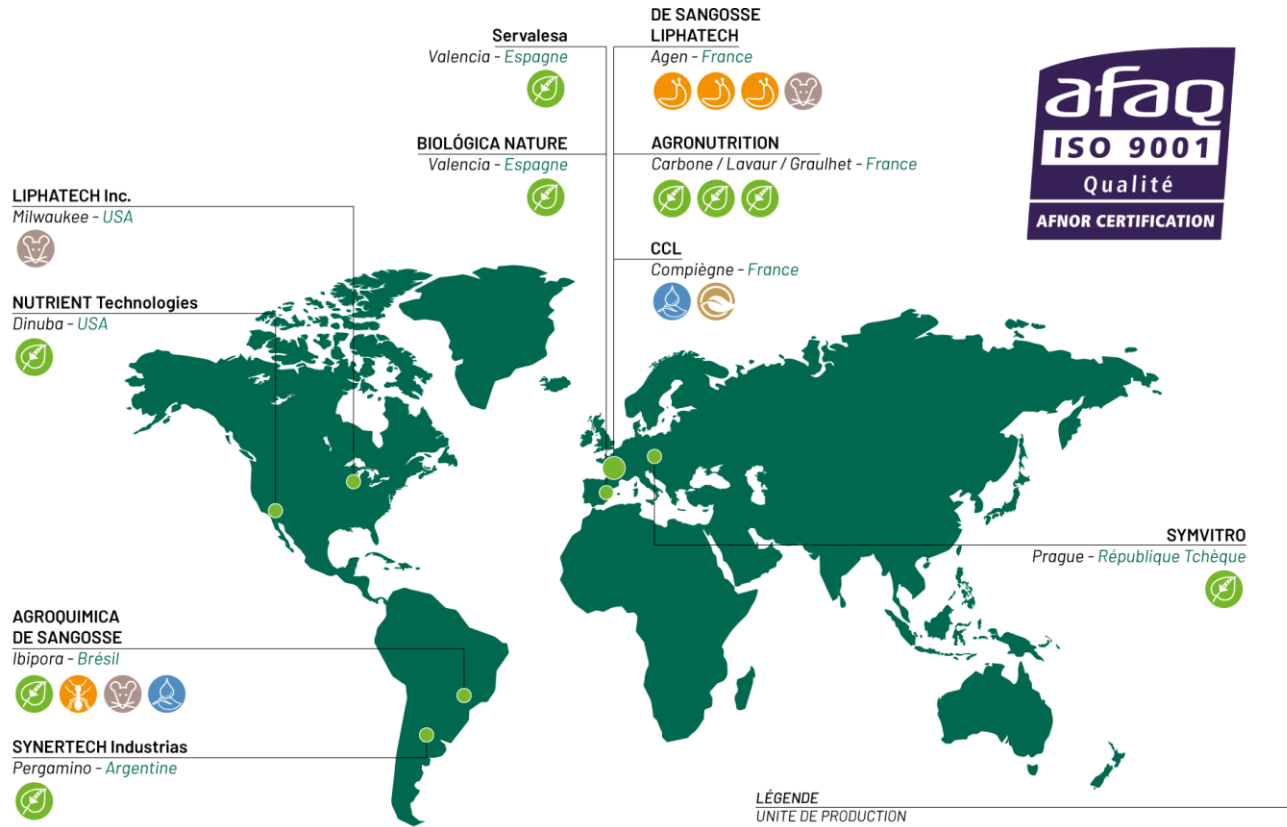 Servalesa
Valencia - Espagne
DE SANGOSSE
LIPHATECH
Agen - France
BIOLÓGICA NATURE
Valencia - Espagne
AGRONUTRITION
Carbone / Lavaur / Graulhet - France
afaq
ISO 9001
Qualité
AFNOR CERTIFICATION
LIPHATECH Inc.
Milwaukee - USA
CCL
Compiègne - France
NUTRIENT Technologies
Dinuba - USA
SYMVITRO
Prague - République Tchèque
AGROQUIMICA
DE SANGOSSE
Ibipora - Brésil
SYNERTECH Industrias
Pergamino - Argentine
LÉGENDE
UNITE DE PRODUCTION